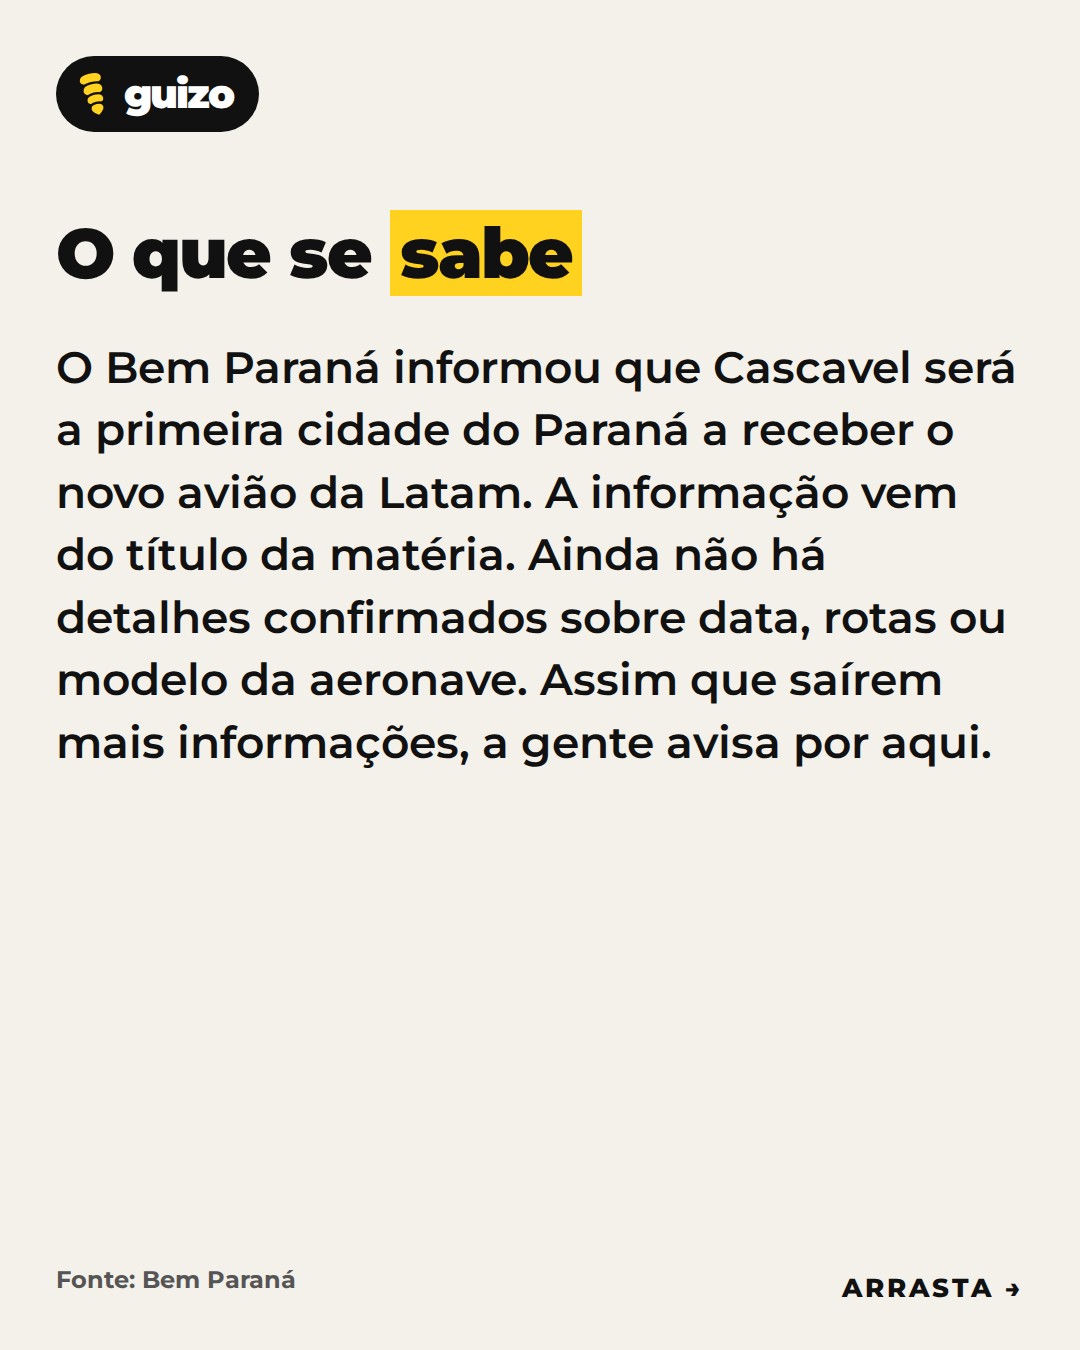 guizo
O que se sabe
O Bem Paraná informou que Cascavel será
a primeira cidade do Paraná a receber o
novo avião da Latam. A informação vem
do título da matéria. Ainda não há
detalhes confirmados sobre data, rotas ou
modelo da aeronave. Assim que saírem
mais informações, a gente avisa por aqui.
Fonte: Bem Paraná
ARRASTA →